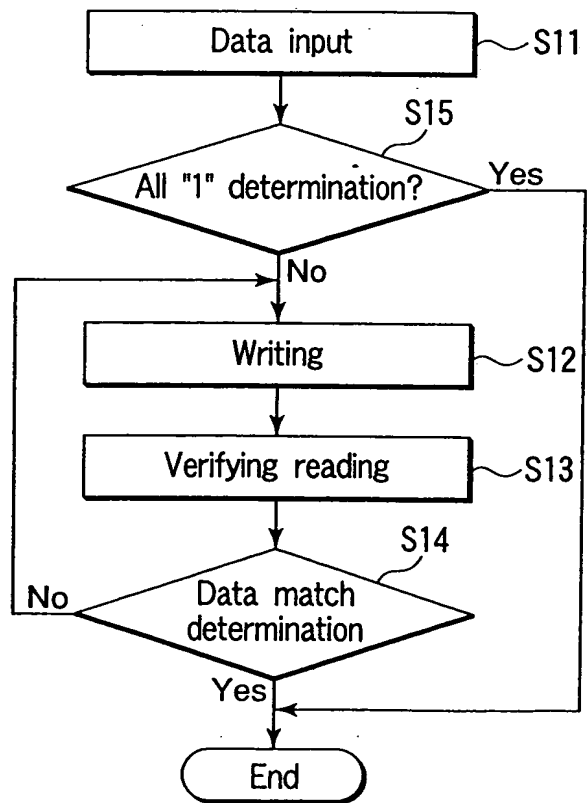 Data input
S11
S15
All "1" determination?
Yes
No
Writing
S12
Verifying reading
S13
S14
No
Data match
determination
Yes
End